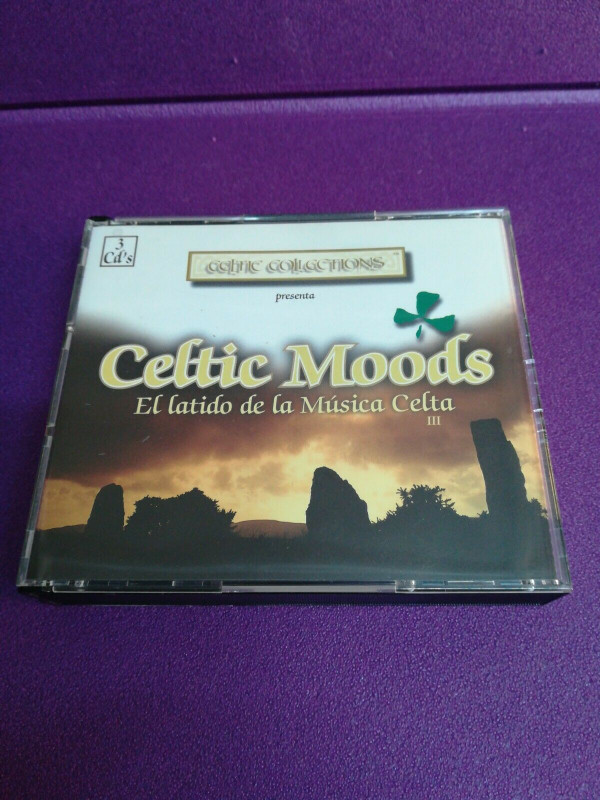 3
Cd's
CELTIC COLLECTIONS
presenta
Celtic Moods
El latido de la Música Celta
III